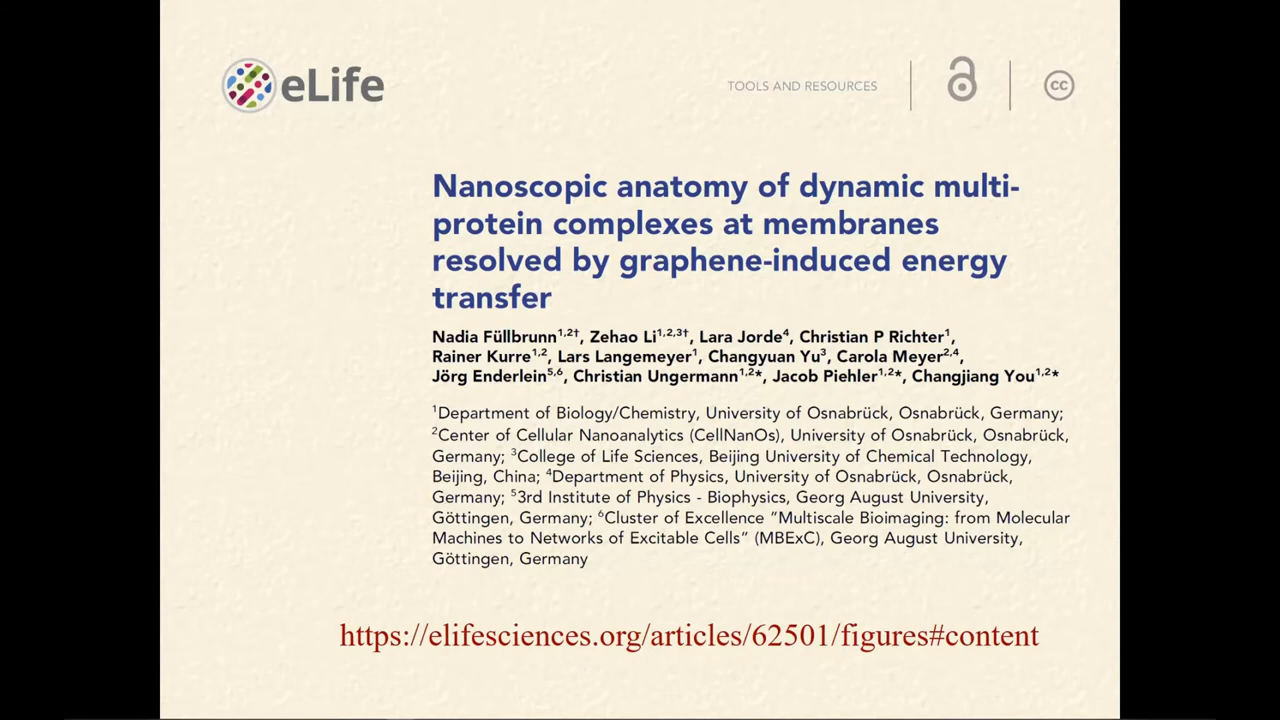 eLife
TOOLS AND RESOURCES
cc
Nanoscopic anatomy of dynamic multi-
protein complexes at membranes
resolved by graphene-induced energy
transfer
Nadia Füllbrunn1,2†, Zehao Li1,2,3†, Lara Jorde4, Christian P Richter1,
Rainer Kurre1,2, Lars Langemeyer1, Changyuan Yu3, Carola Meyer2,4,
Jörg Enderlein5,6, Christian Ungermann1,2*, Jacob Piehler1,2*, Changjiang You1,2*
1Department of Biology/Chemistry, University of Osnabrück, Osnabrück, Germany;
2Center of Cellular Nanoanalytics (CellNanOs), University of Osnabrück, Osnabrück,
Germany; 3College of Life Sciences, Beijing University of Chemical Technology,
Beijing, China; 4Department of Physics, University of Osnabrück, Osnabrück,
Germany; 53rd Institute of Physics - Biophysics, Georg August University,
Göttingen, Germany; 6Cluster of Excellence “Multiscale Bioimaging: from Molecular
Machines to Networks of Excitable Cells” (MBExC), Georg August University,
Göttingen, Germany
https://elifesciences.org/articles/62501/figures#content